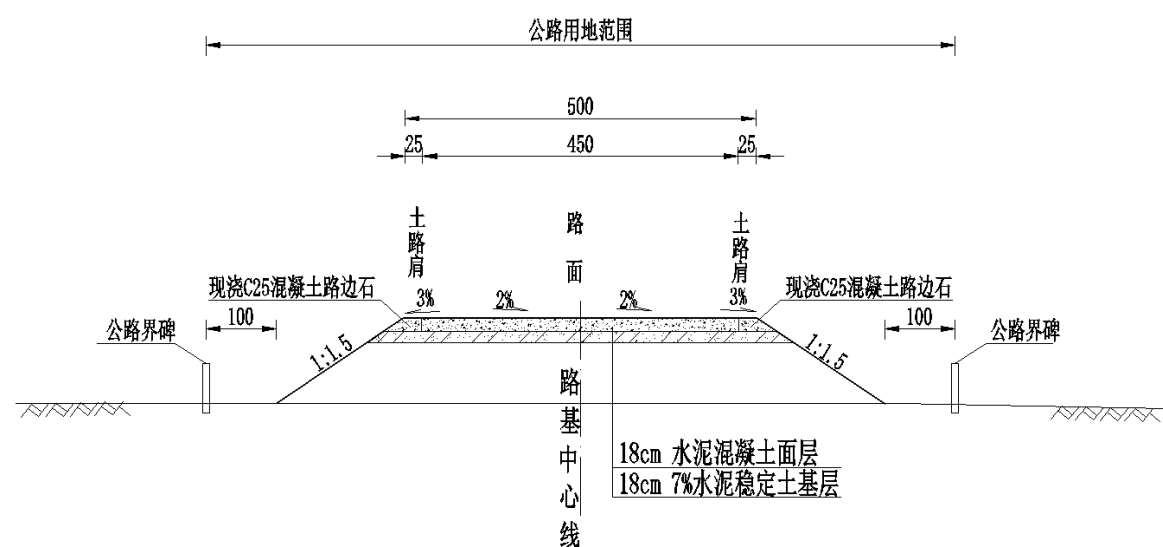 公路用地范围
500
25
450
25
土路肩
路面
土路肩
现浇C25混凝土路边石
3%
2%
2%
3%
现浇C25混凝土路边石
公路界碑
100
1:1.5
1:1.5
100
公路界碑
路基中心线
18cm 水泥混凝土面层
18cm 7%水泥稳定土基层